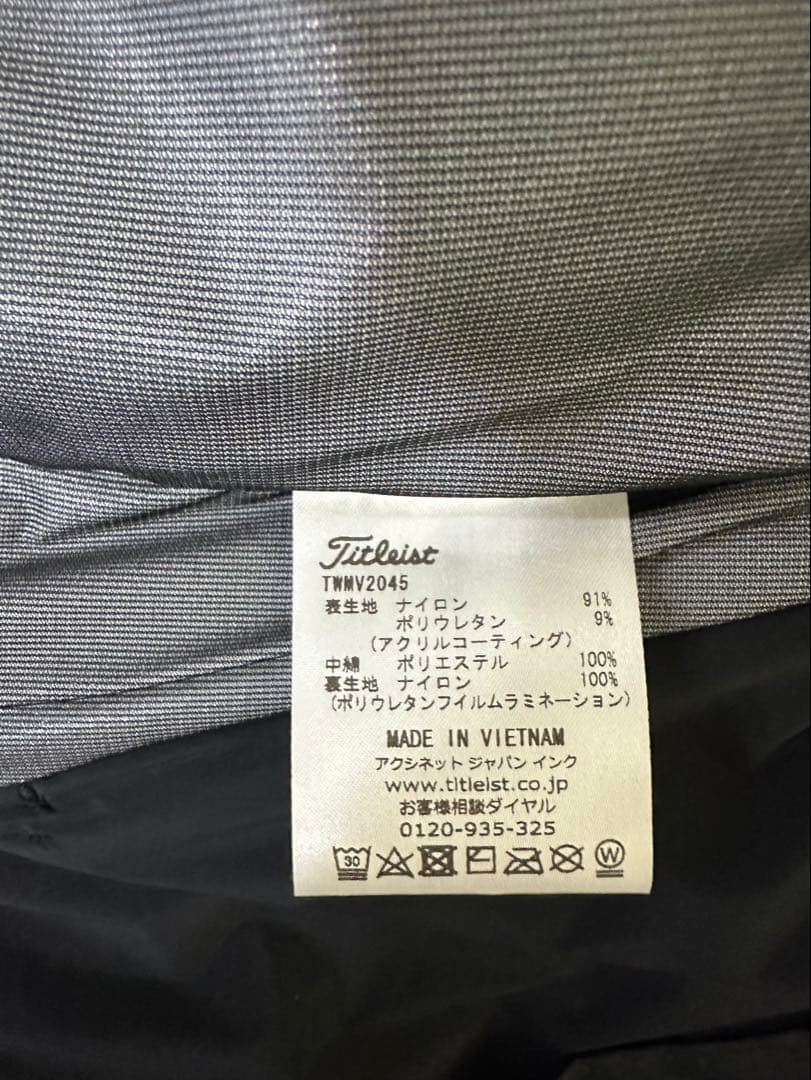 Titleist
TWMV2045
表生地 ナイロン 91%
ポリウレタン 9%
(アクリルコーティング)
中綿 ポリエステル 100%
裏生地 ナイロン 100%
(ポリウレタンフイルムラミネーション)
MADE IN VIETNAM
アクシネット ジャパン インク
www.titleist.co.jp
お客様相談ダイヤル
0120-935-325
30 W